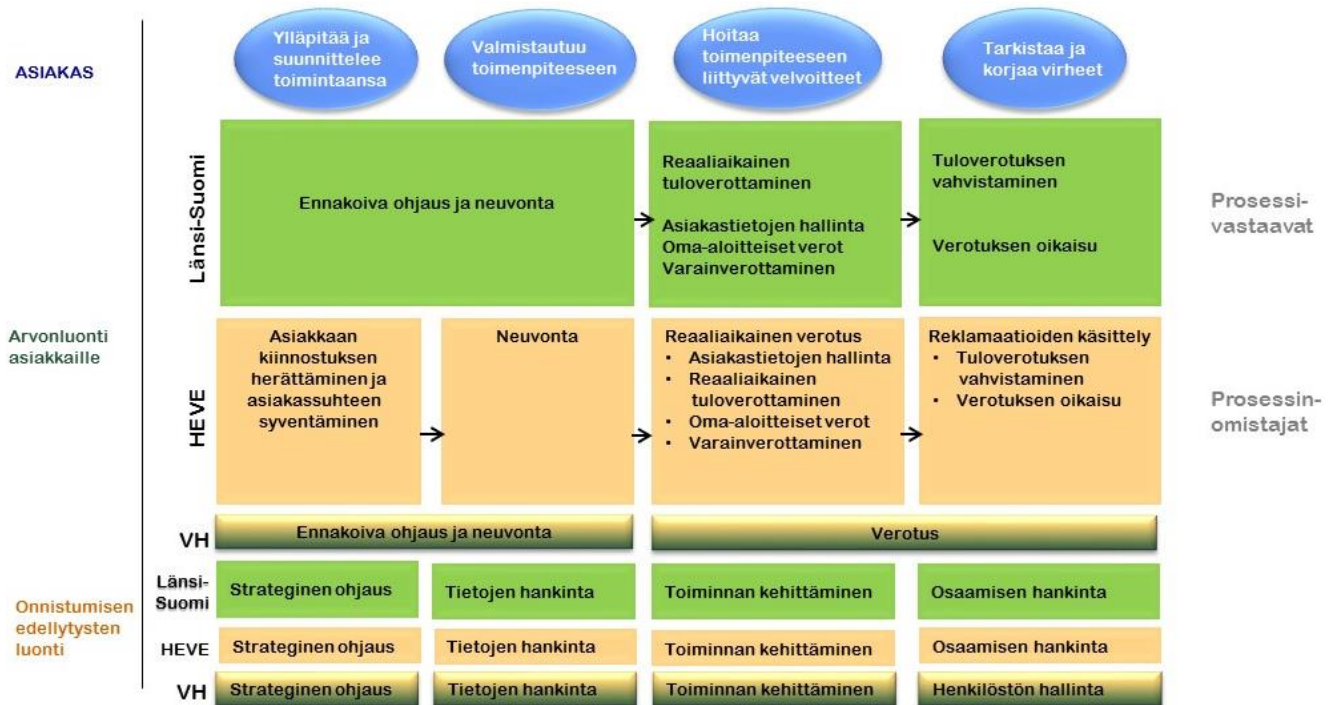 ASIAKAS
Ylläpitää ja
suunnittelee
toimintaansa
Valmistautuu
toimenpiteeseen
Hoitaa
toimenpiteeseen
liittyvät velvoitteet
Tarkistaa ja
korjaa virheet
Arvonluonti
asiakkaille
Länsi-Suomi
Ennakoiva ohjaus ja neuvonta
Reaaliaikainen
tuloverottaminen
Asiakastietojen hallinta
Oma-aloitteiset verot
Varainverottaminen
Tuloverotuksen
vahvistaminen
Verotuksen oikaisu
Prosessi-
vastaavat
HEVE
Asiakkaan
kiinnostuksen
herättäminen ja
asiakassuhteen
syventäminen
Neuvonta
Reaaliaikainen verotus
• Asiakastietojen hallinta
• Reaaliaikainen
tuloverottaminen
• Oma-aloitteiset verot
• Varainverottaminen
Reklamaatioiden käsittely
• Tuloverotuksen
vahvistaminen
• Verotuksen oikaisu
Prosessin-
omistajat
VH
Ennakoiva ohjaus ja neuvonta
Verotus
Onnistumisen
edellytysten
luonti
Länsi-
Suomi
Strateginen ohjaus
Tietojen hankinta
Toiminnan kehittäminen
Osaamisen hankinta
HEVE
Strateginen ohjaus
Tietojen hankinta
Toiminnan kehittäminen
Osaamisen hankinta
VH
Strateginen ohjaus
Tietojen hankinta
Toiminnan kehittäminen
Henkilöstön hallinta